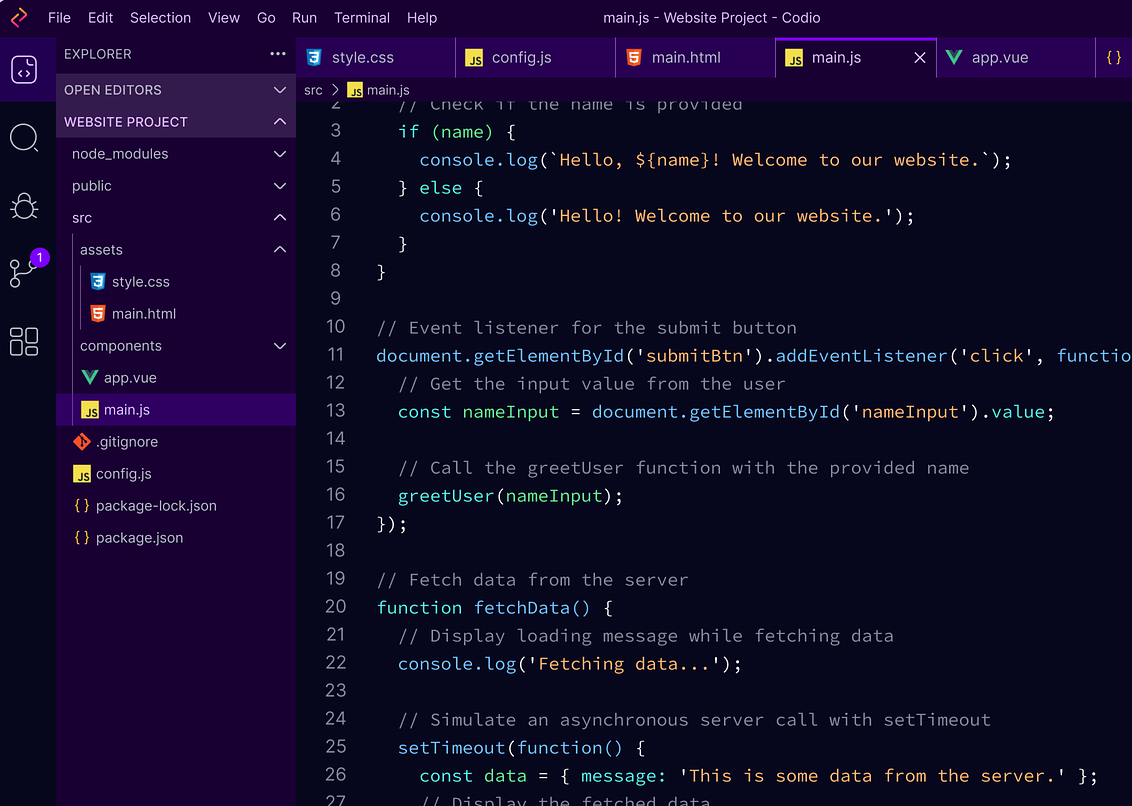 File Edit Selection View Go Run Terminal Help
main.js - Website Project - Codio
EXPLORER
OPEN EDITORS
WEBSITE PROJECT
node_modules
public
src
assets
style.css
main.html
components
app.vue
main.js
.gitignore
config.js
package-lock.json
package.json
1
style.css
config.js
main.html
main.js
app.vue
{}
src > main.js
2 // Check if the name is provided
3 if (name) {
4 console.log(`Hello, ${name}! Welcome to our website.`);
5 } else {
6 console.log('Hello! Welcome to our website.');
7 }
8 }
9
10 // Event listener for the submit button
11 document.getElementById('submitBtn').addEventListener('click', functio
12 // Get the input value from the user
13 const nameInput = document.getElementById('nameInput').value;
14
15 // Call the greetUser function with the provided name
16 greetUser(nameInput);
17 });
18
19 // Fetch data from the server
20 function fetchData() {
21 // Display loading message while fetching data
22 console.log('Fetching data...');
23
24 // Simulate an asynchronous server call with setTimeout
25 setTimeout(function() {
26 const data = { message: 'This is some data from the server.' };
27 // Display the fetched data